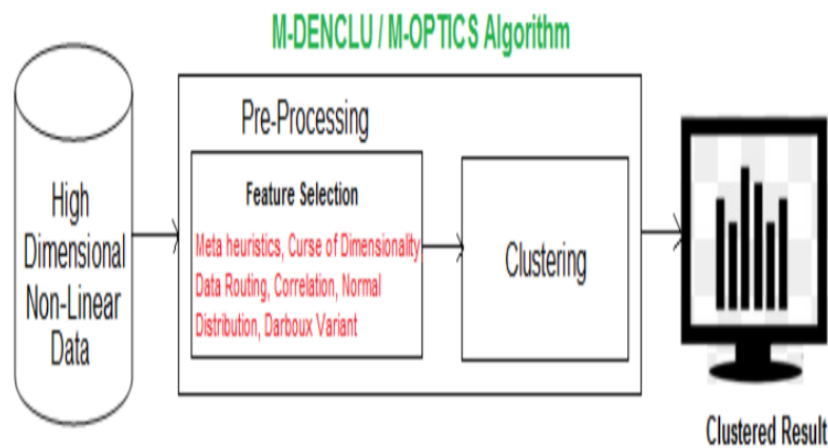 M-DENCLU / M-OPTICS Algorithm
High
Dimensional
Non-Linear
Data
Pre-Processing
Feature Selection
Meta heuristics, Curse of Dimensionality,
Data Routing, Correlation, Normal
Distribution, Darboux Variant
Clustering
Clustered Result